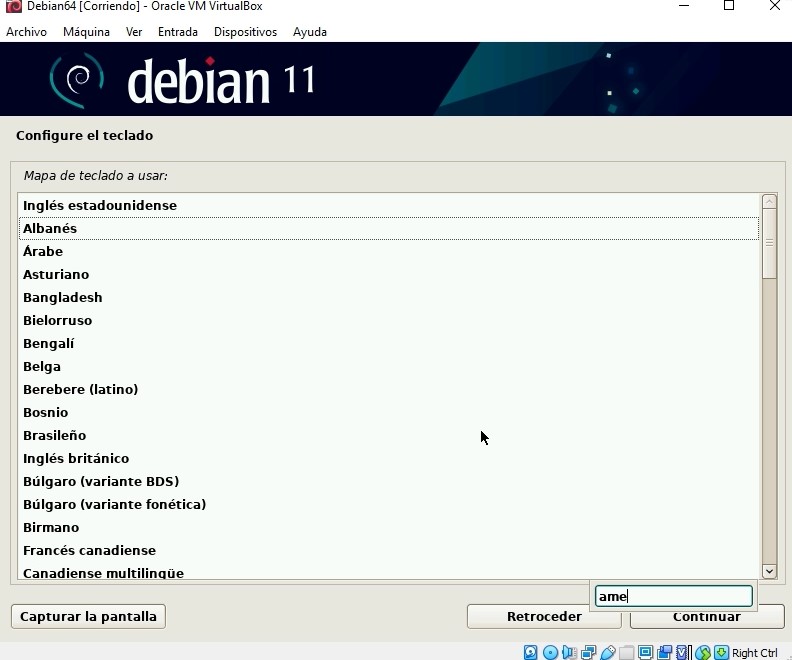 Debian64 [Corriendo] - Oracle VM VirtualBox
Archivo Máquina Ver Entrada Dispositivos Ayuda
debian 11
Configure el teclado
Mapa de teclado a usar:
Inglés estadounidense
Albanés
Árabe
Asturiano
Bangladesh
Bielorruso
Bengalí
Belga
Berebere (latino)
Bosnio
Brasileño
Inglés británico
Búlgaro (variante BDS)
Búlgaro (variante fonética)
Birmano
Francés canadiense
Canadiense multilingüe
ame
Capturar la pantalla Retroceder Continuar
Right Ctrl